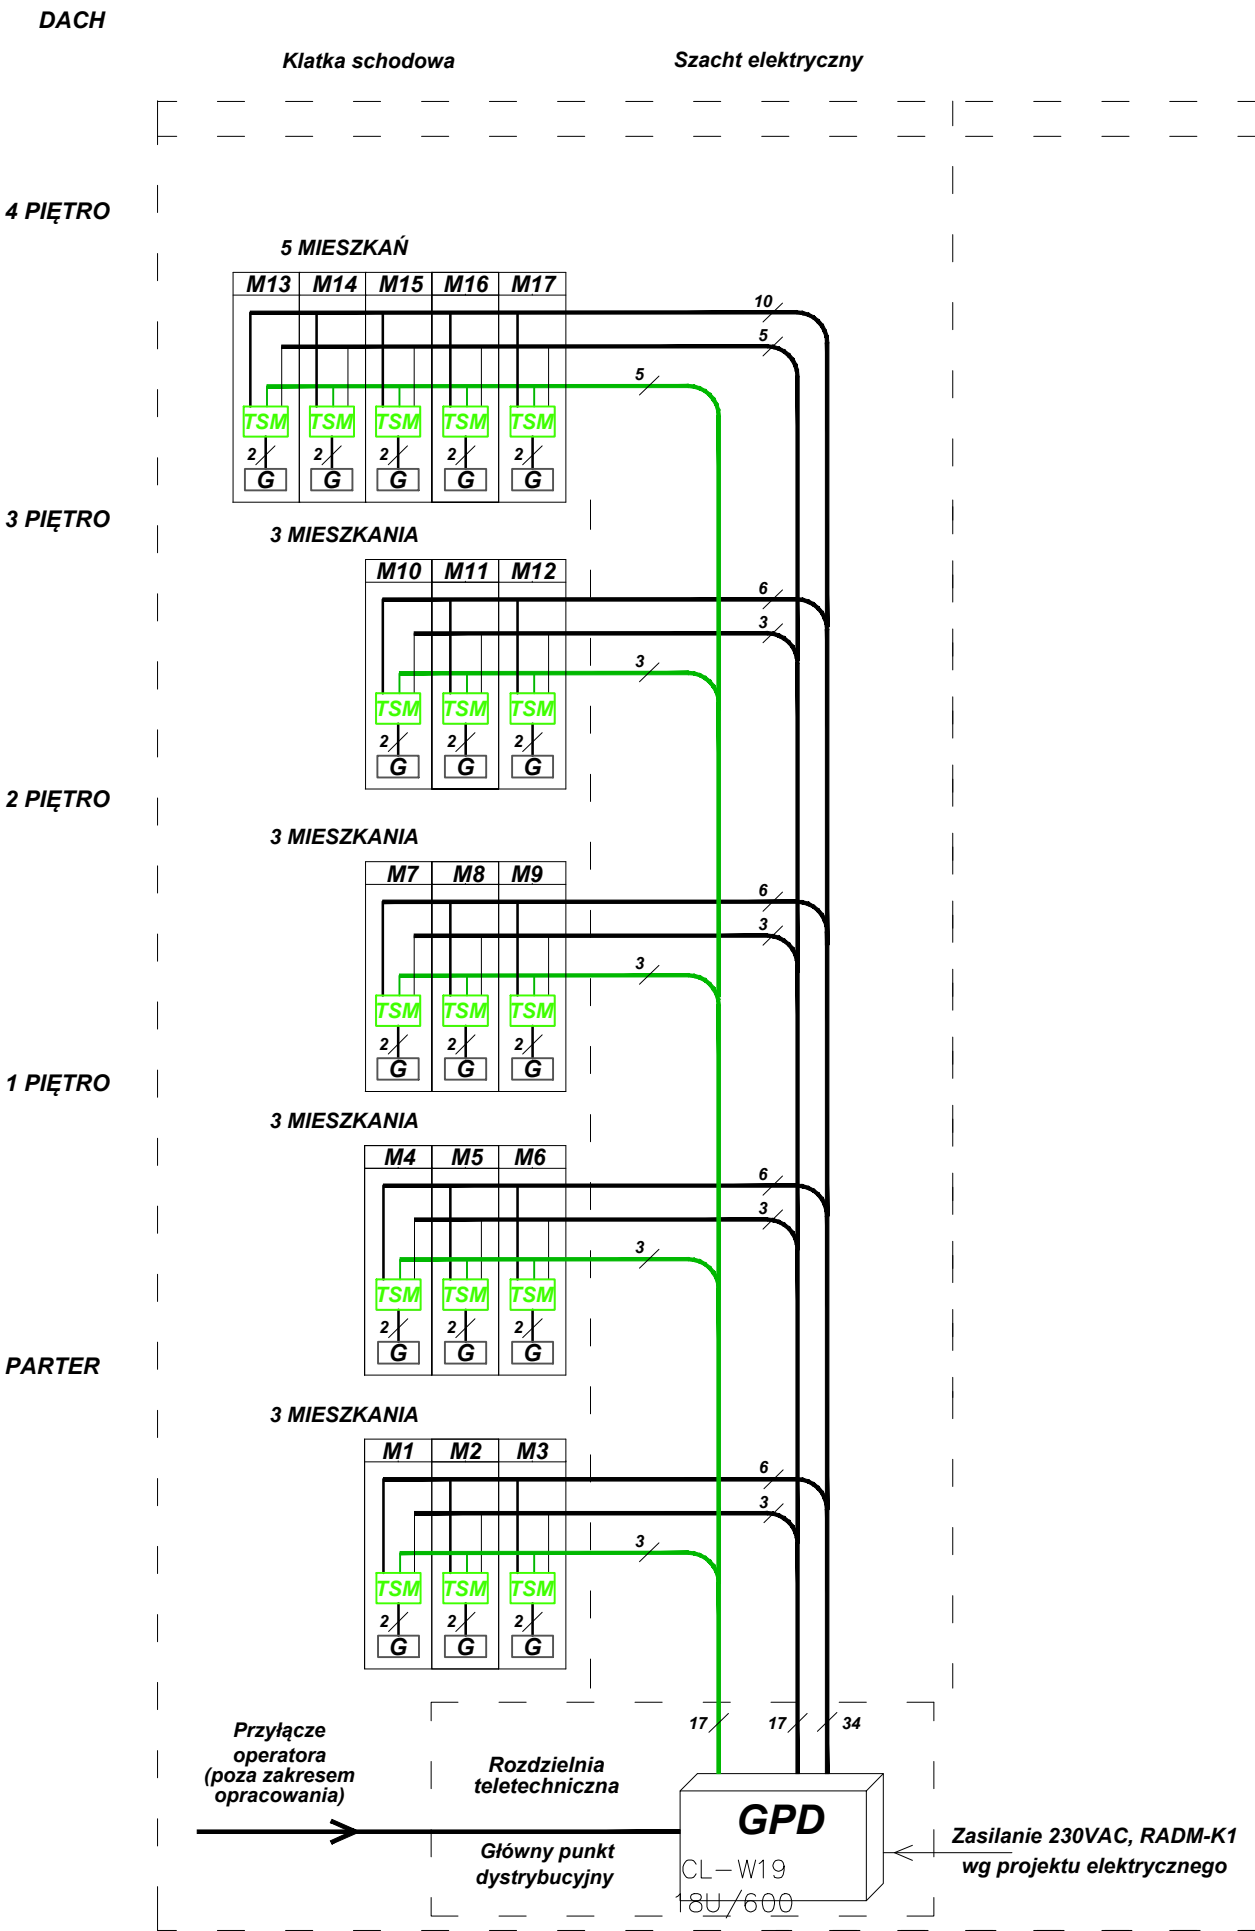 DACH
Klatka schodowa
Szacht elektryczny
4 PIĘTRO
5 MIESZKAŃ
M13 M14 M15 M16 M17
10
5
5
TSM TSM TSM TSM TSM
2 2 2 2 2
G G G G G
3 PIĘTRO
3 MIESZKANIA
M10 M11 M12
6
3
3
TSM TSM TSM
2 2 2
G G G
2 PIĘTRO
3 MIESZKANIA
M7 M8 M9
6
3
3
TSM TSM TSM
2 2 2
G G G
1 PIĘTRO
3 MIESZKANIA
M4 M5 M6
6
3
3
TSM TSM TSM
2 2 2
G G G
PARTER
3 MIESZKANIA
M1 M2 M3
6
3
3
TSM TSM TSM
2 2 2
G G G
17 17 34
Przyłącze
operatora
(poza zakresem
opracowania)
Rozdzielnia
teletechniczna
GPD
Główny punkt
dystrybucyjny
CL-W19
18U/600
Zasilanie 230VAC, RADM-K1
wg projektu elektrycznego